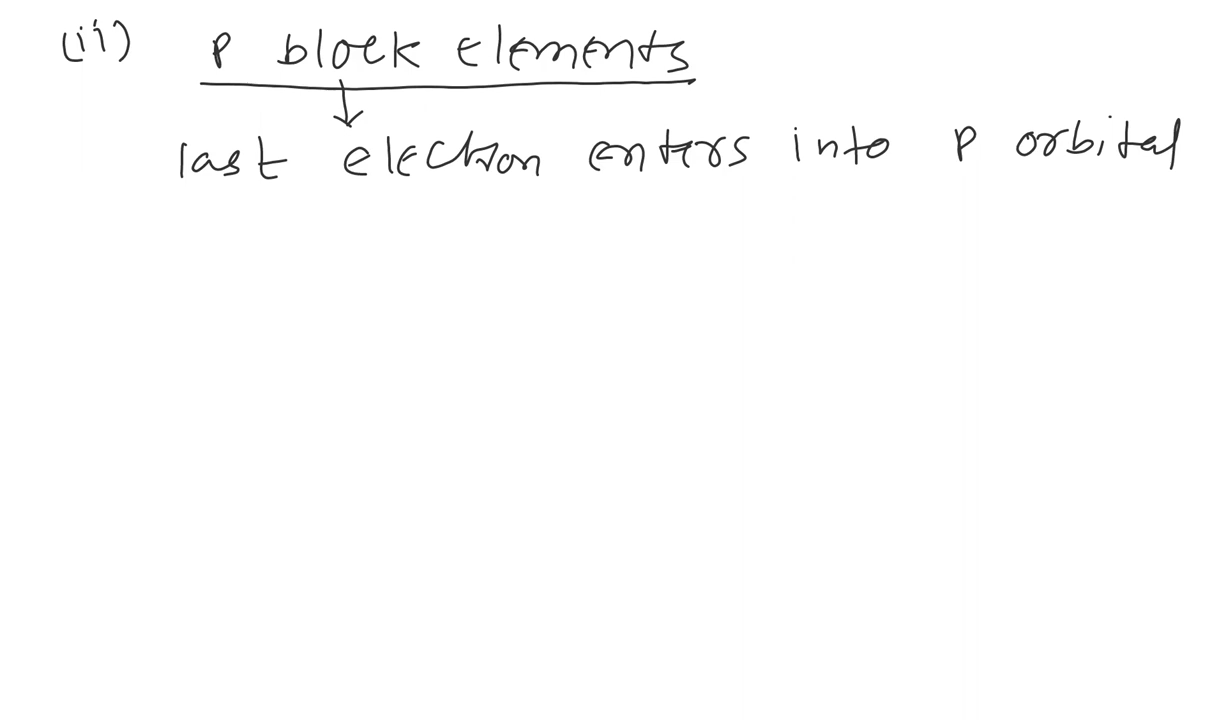 (ii) P block elements
last electron enters into p orbital